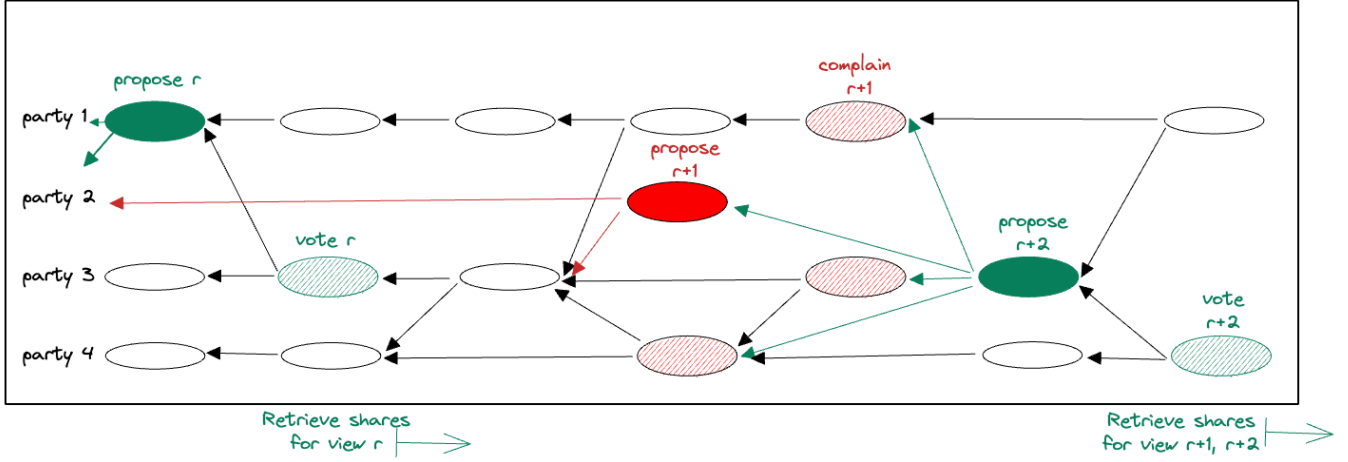 propose r
complain
r+1
party 1
propose
r+1
party 2
propose
r+2
vote r
party 3
vote
r+2
party 4
Retrieve shares
for view r
Retrieve shares
for view r+1, r+2